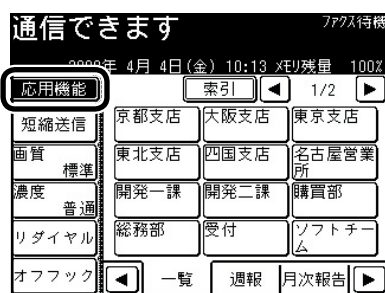 通信できます
ファクス待機
年 4月 4日(金) 10:13 メモリ残量 100%
応用機能
索引
1/2
短縮送信
京都支店
大阪支店
東京支店
画質
標準
東北支店
四国支店
名古屋営業
所
濃度
普通
開発一課
開発二課
購買部
リダイヤル
総務部
受付
ソフトチー
ム
オフフック
一覧
週報
月次報告